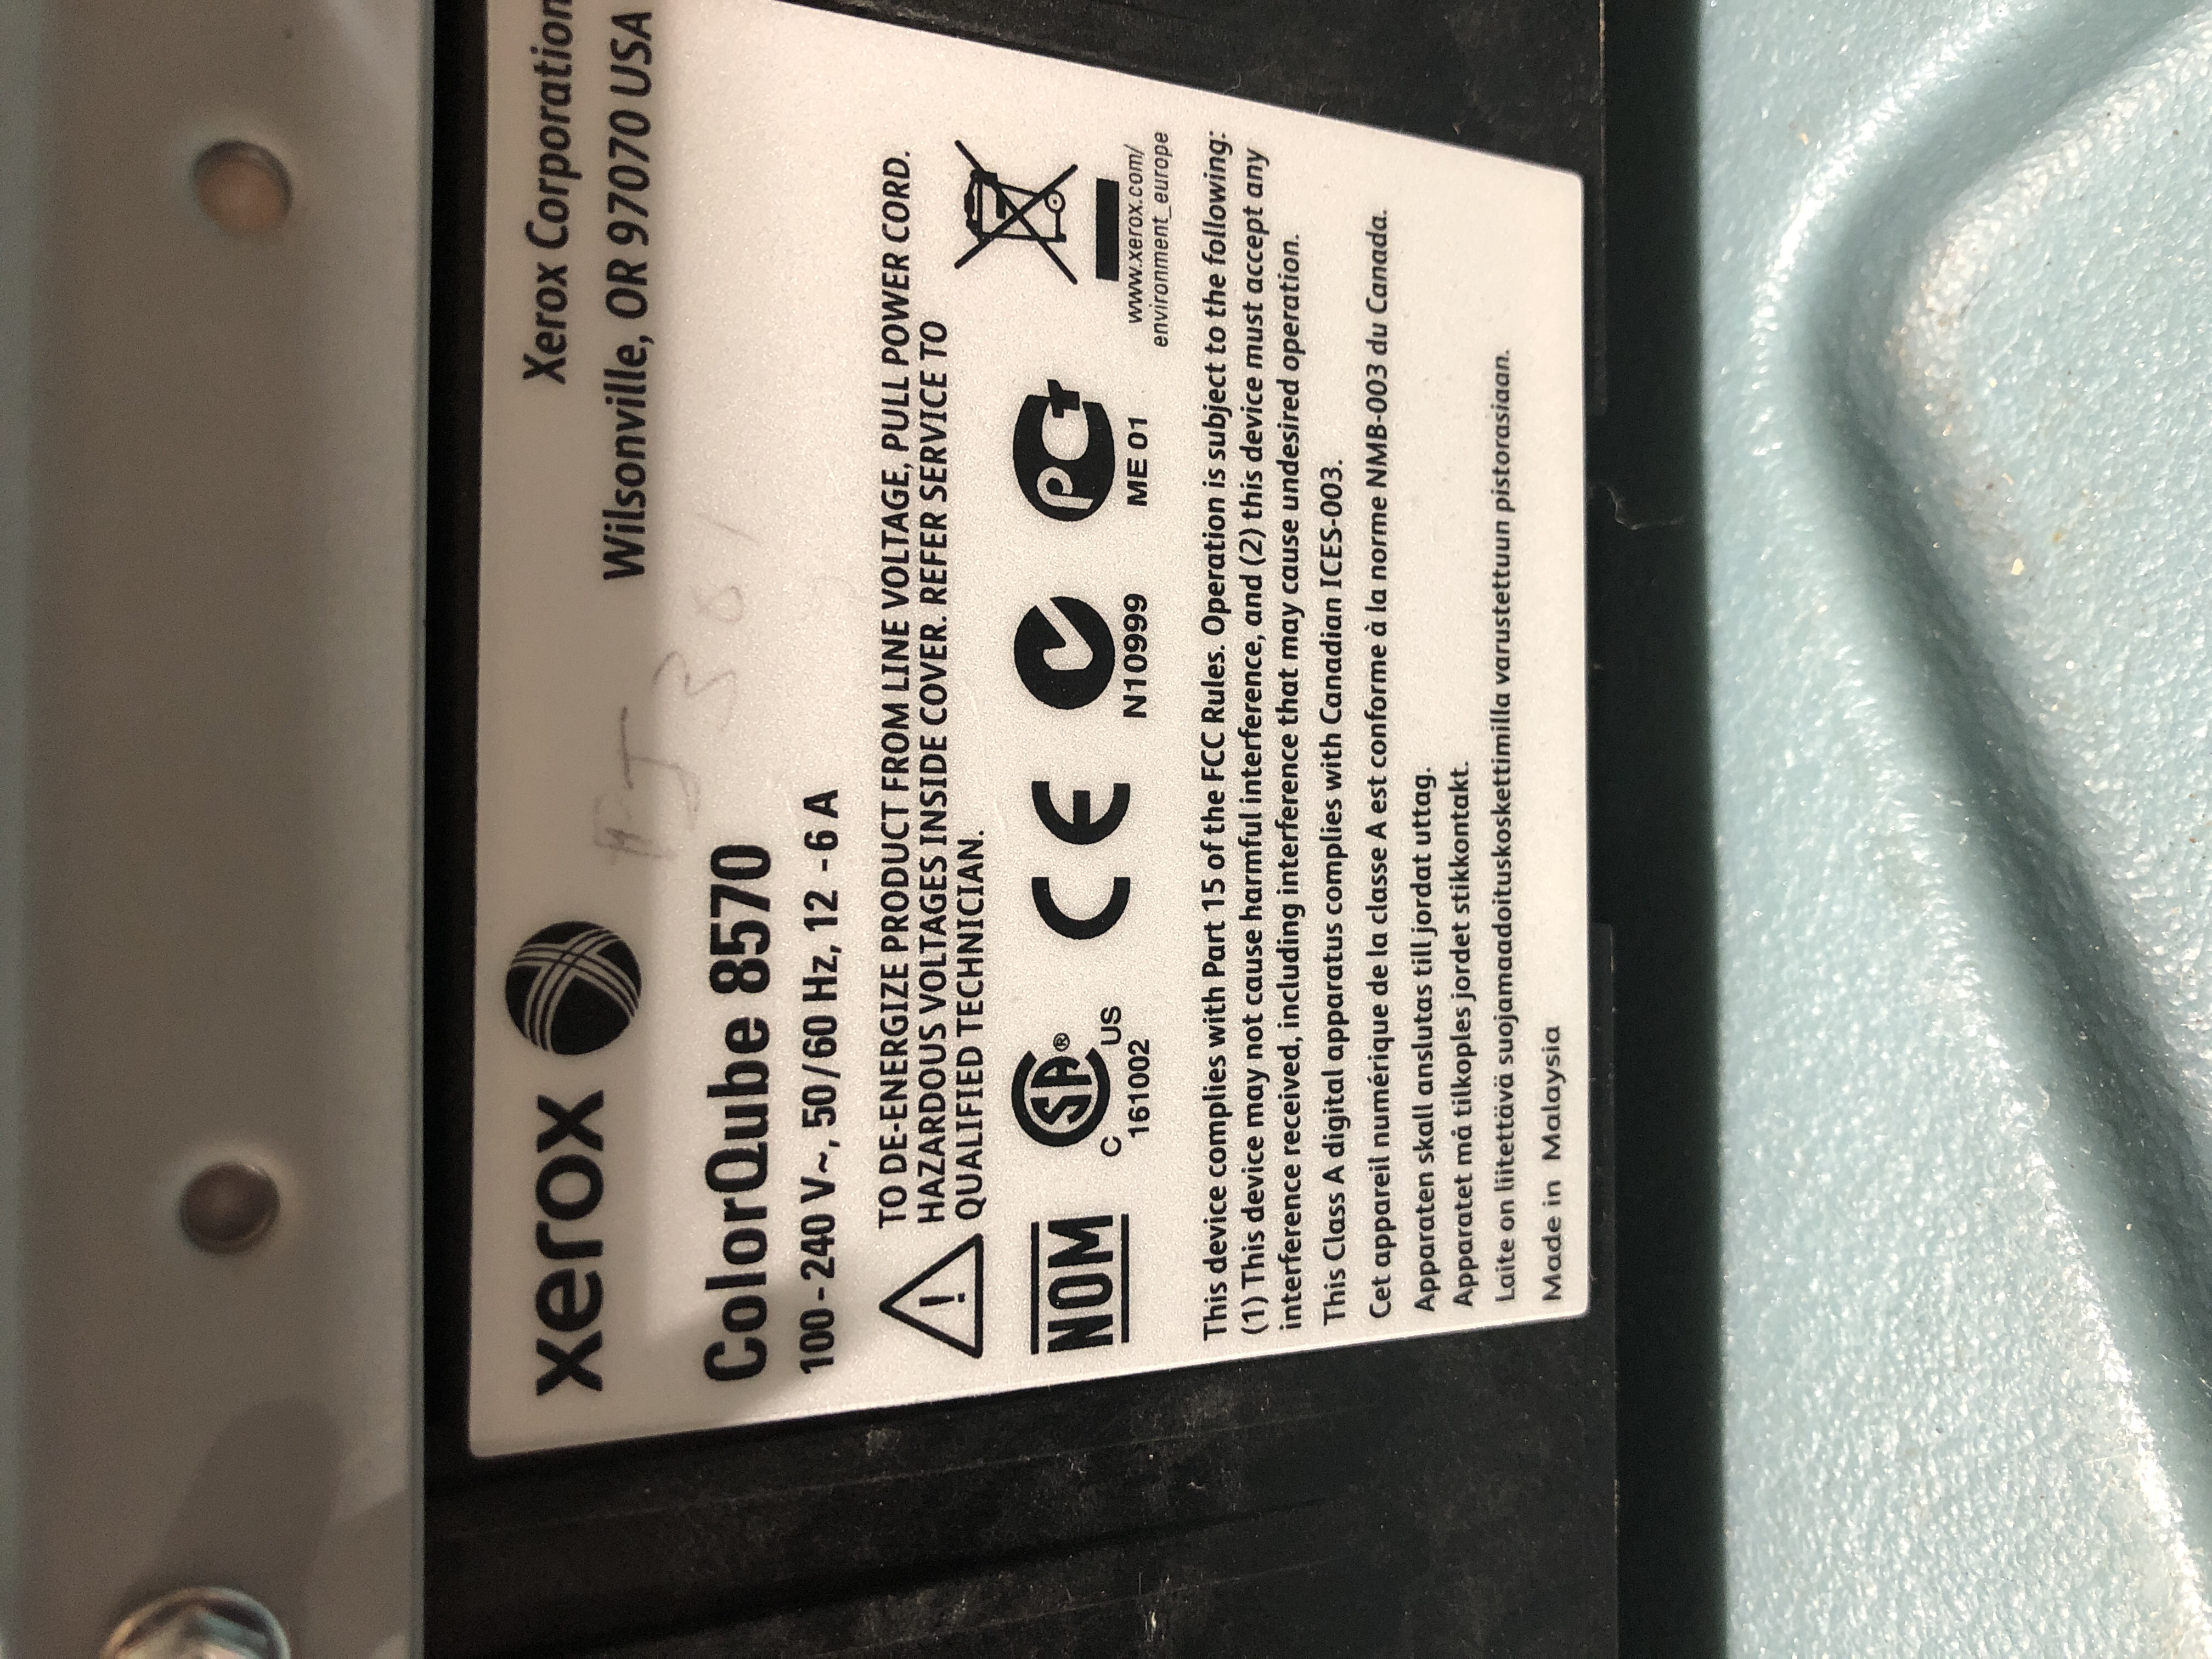 xerox
Xerox Corporation
Wilsonville, OR 97070 USA
ColorQube 8570
100-240 V~, 50/60 Hz, 12 -6 A
TO DE-ENERGIZE PRODUCT FROM LINE VOLTAGE, PULL POWER CORD.
HAZARDOUS VOLTAGES INSIDE COVER. REFER SERVICE TO
QUALIFIED TECHNICIAN.
NOM
C SA® US
161002
CE
N10999
PCT
ME 01
www.xerox.com/
environment_europe
This device complies with Part 15 of the FCC Rules. Operation is subject to the following:
(1) This device may not cause harmful interference, and (2) this device must accept any
interference received, including interference that may cause undesired operation.
This Class A digital apparatus complies with Canadian ICES-003.
Cet appareil numérique de la classe A est conforme à la norme NMB-003 du Canada.
Apparaten skall anslutas till jordat uttag.
Apparatet må tilkoples jordet stikkontakt.
Laite on liitettävä suojamaadoituskoskettimilla varustettuun pistorasiaan.
Made in Malaysia